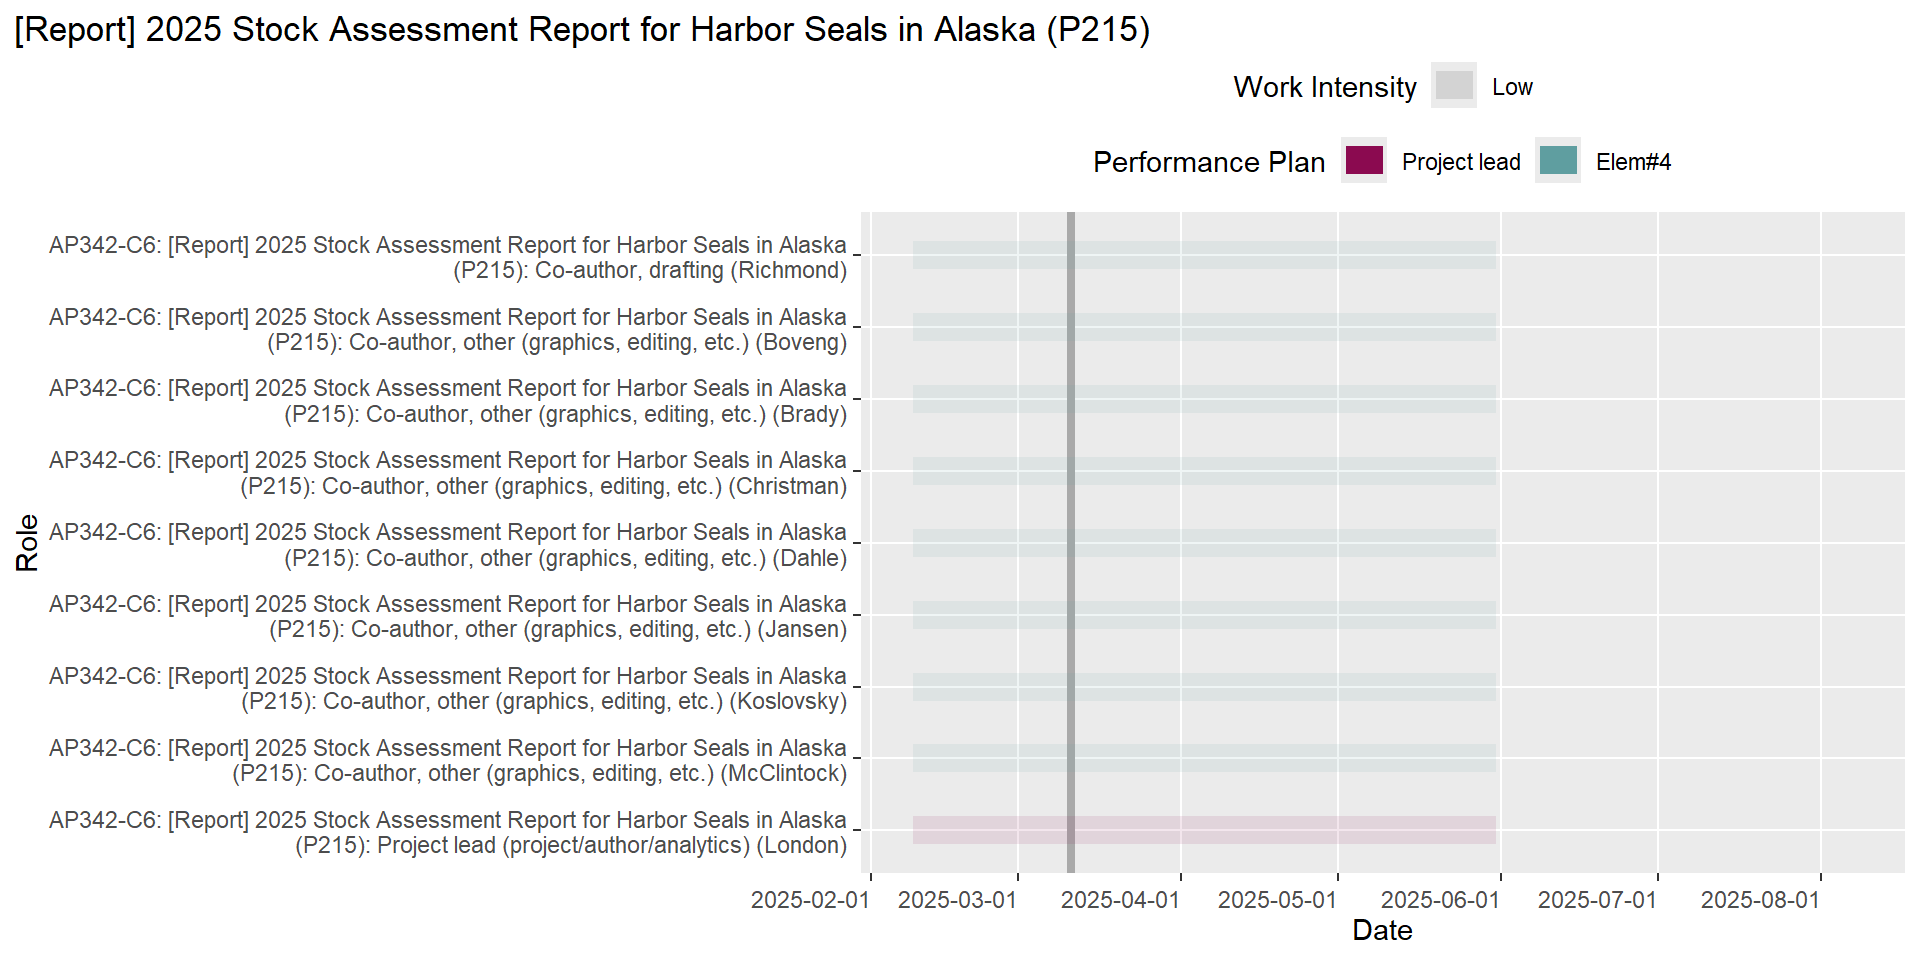 [Report] 2025 Stock Assessment Report for Harbor Seals in Alaska (P215)
Work Intensity Low
Performance Plan Project lead Elem#4
AP342-C6: [Report] 2025 Stock Assessment Report for Harbor Seals in Alaska
(P215): Co-author, drafting (Richmond)
AP342-C6: [Report] 2025 Stock Assessment Report for Harbor Seals in Alaska
(P215): Co-author, other (graphics, editing, etc.) (Boveng)
AP342-C6: [Report] 2025 Stock Assessment Report for Harbor Seals in Alaska
(P215): Co-author, other (graphics, editing, etc.) (Brady)
AP342-C6: [Report] 2025 Stock Assessment Report for Harbor Seals in Alaska
(P215): Co-author, other (graphics, editing, etc.) (Christman)
AP342-C6: [Report] 2025 Stock Assessment Report for Harbor Seals in Alaska
(P215): Co-author, other (graphics, editing, etc.) (Dahle)
AP342-C6: [Report] 2025 Stock Assessment Report for Harbor Seals in Alaska
(P215): Co-author, other (graphics, editing, etc.) (Jansen)
AP342-C6: [Report] 2025 Stock Assessment Report for Harbor Seals in Alaska
(P215): Co-author, other (graphics, editing, etc.) (Koslovsky)
AP342-C6: [Report] 2025 Stock Assessment Report for Harbor Seals in Alaska
(P215): Co-author, other (graphics, editing, etc.) (McClintock)
AP342-C6: [Report] 2025 Stock Assessment Report for Harbor Seals in Alaska
(P215): Project lead (project/author/analytics) (London)
Role
2025-02-01 2025-03-01 2025-04-01 2025-05-01 2025-06-01 2025-07-01 2025-08-01
Date